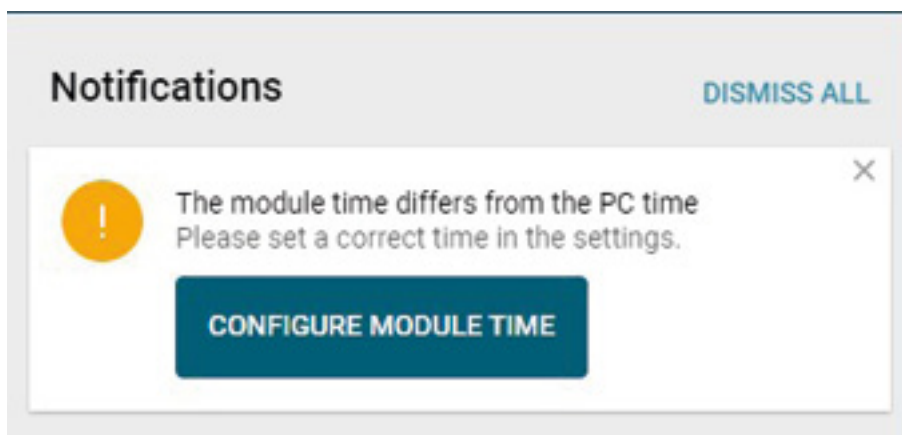 Notifications
DISMISS ALL
!
The module time differs from the PC time
Please set a correct time in the settings.
CONFIGURE MODULE TIME